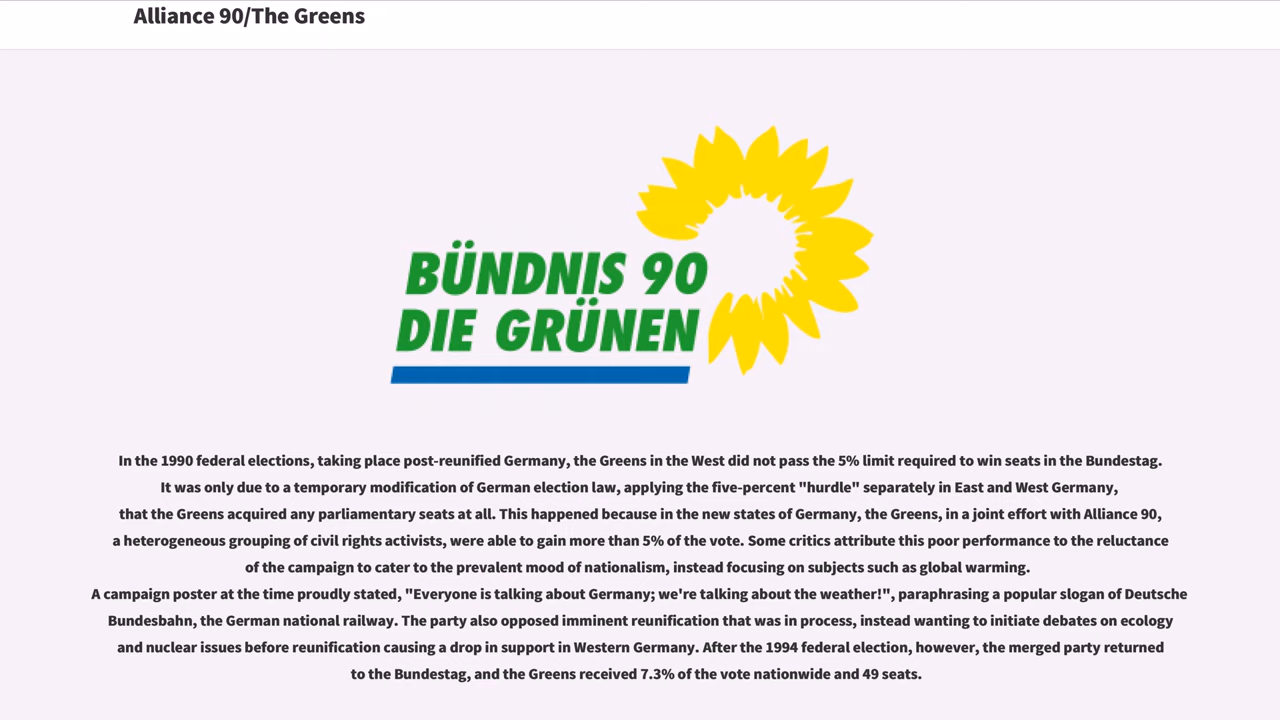 Alliance 90/The Greens
BÜNDNIS 90
DIE GRÜNEN
In the 1990 federal elections, taking place post-reunified Germany, the Greens in the West did not pass the 5% limit required to win seats in the Bundestag.
It was only due to a temporary modification of German election law, applying the five-percent "hurdle" separately in East and West Germany,
that the Greens acquired any parliamentary seats at all. This happened because in the new states of Germany, the Greens, in a joint effort with Alliance 90,
a heterogeneous grouping of civil rights activists, were able to gain more than 5% of the vote. Some critics attribute this poor performance to the reluctance
of the campaign to cater to the prevalent mood of nationalism, instead focusing on subjects such as global warming.
A campaign poster at the time proudly stated, "Everyone is talking about Germany; we're talking about the weather!", paraphrasing a popular slogan of Deutsche
Bundesbahn, the German national railway. The party also opposed imminent reunification that was in process, instead wanting to initiate debates on ecology
and nuclear issues before reunification causing a drop in support in Western Germany. After the 1994 federal election, however, the merged party returned
to the Bundestag, and the Greens received 7.3% of the vote nationwide and 49 seats.